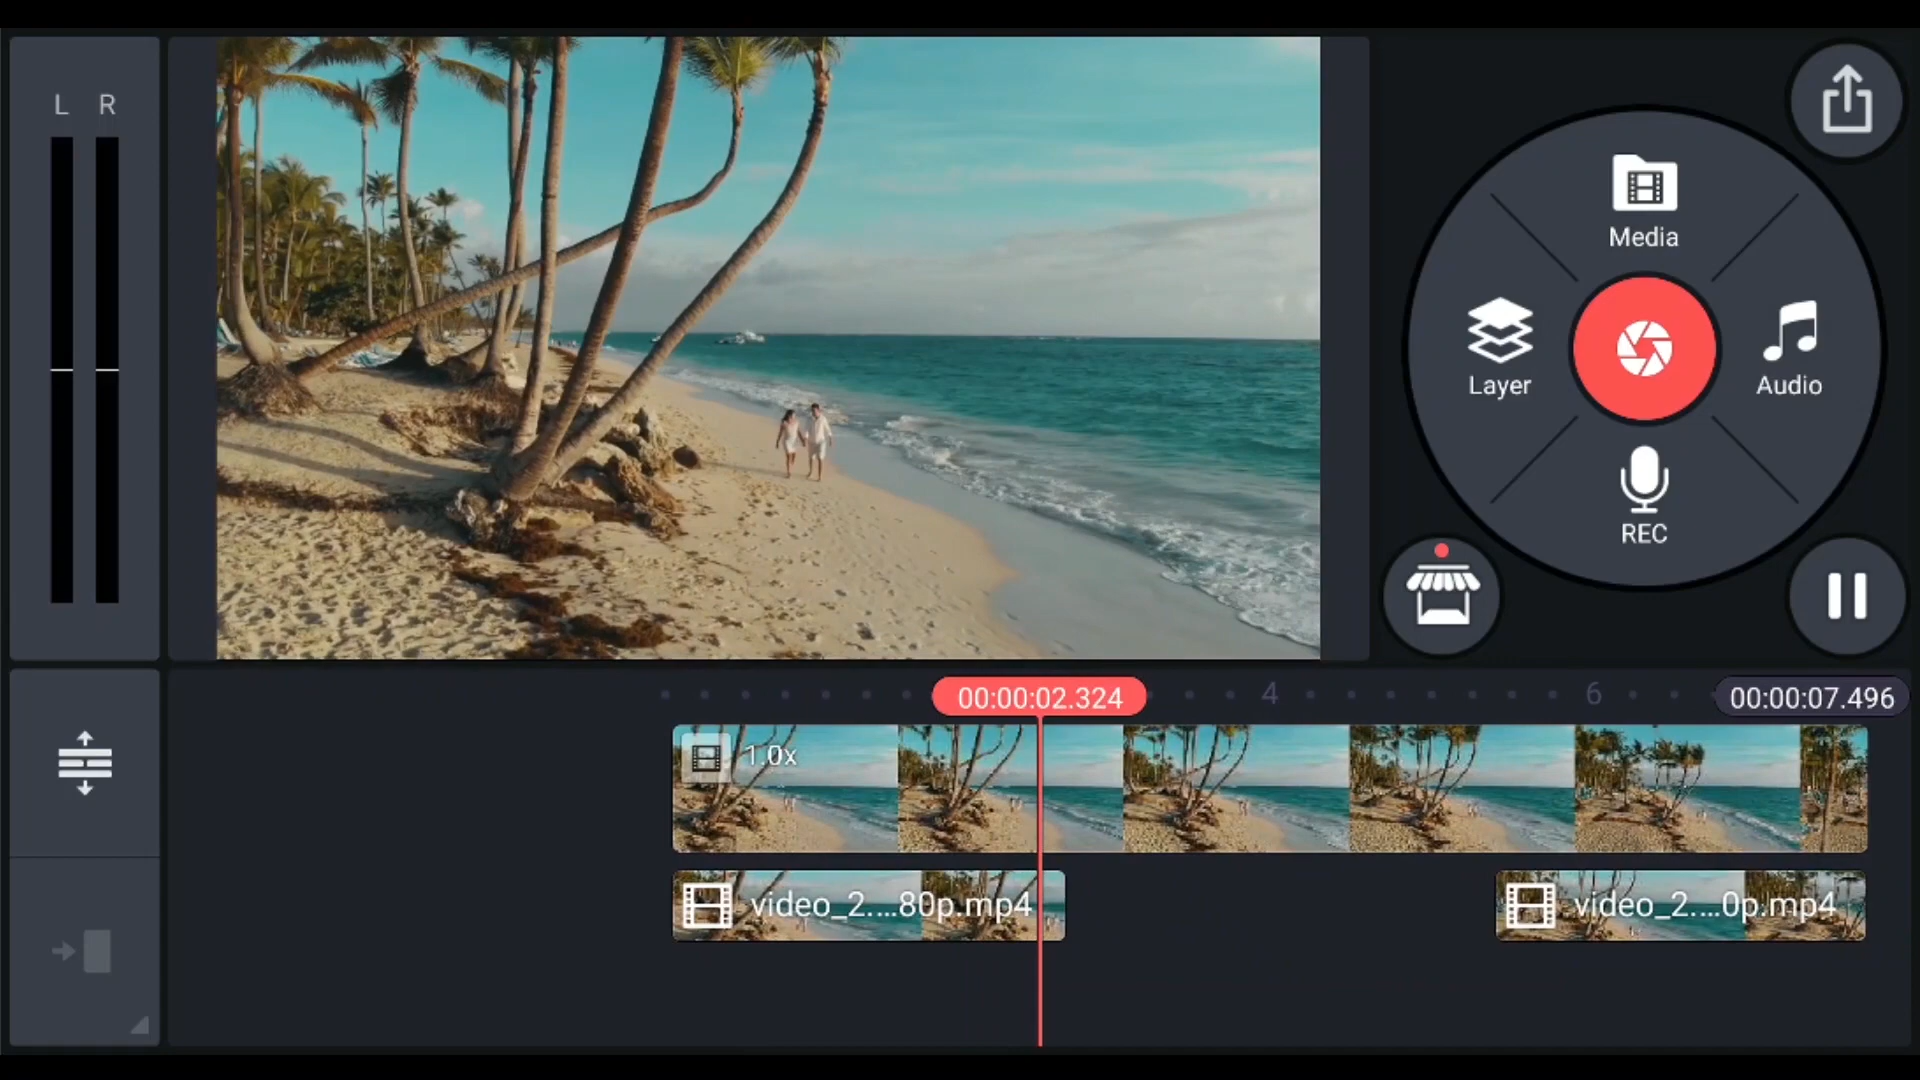 L R
Media
Layer
Audio
REC
00:00:02.324
4
6
00:00:07.496
1.0x
video_2....80p.mp4
video_2....0p.mp4